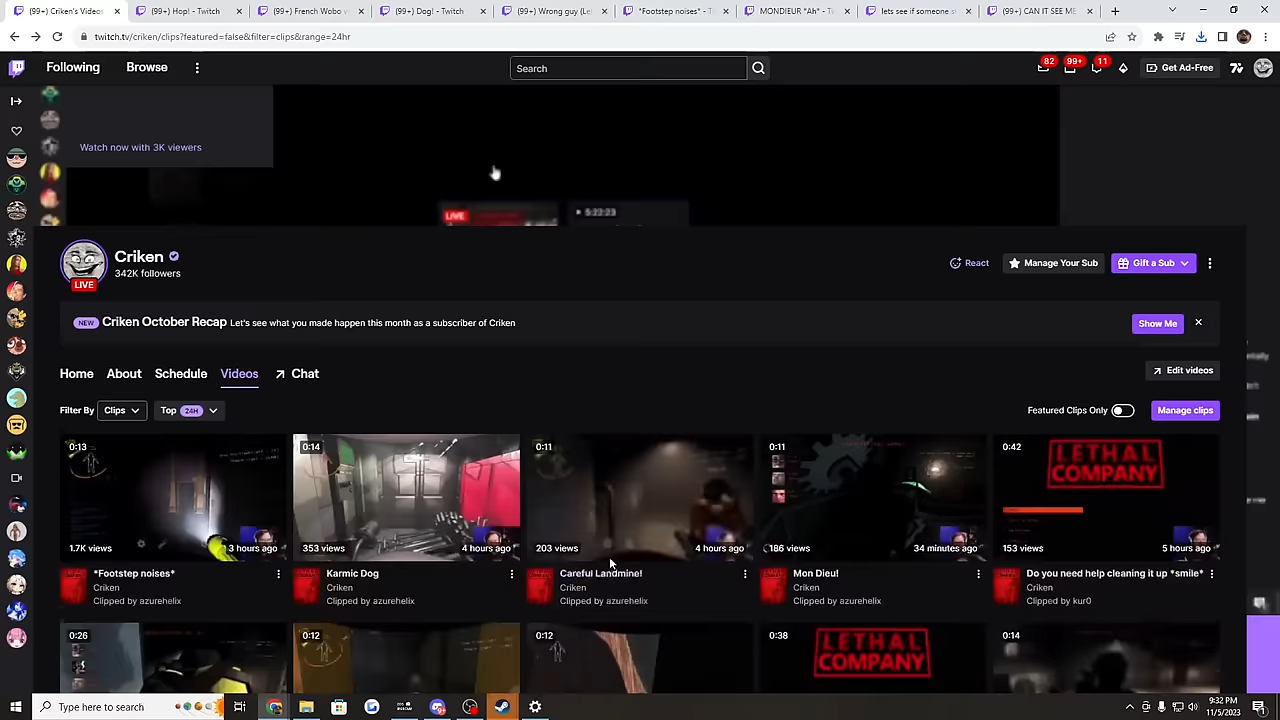 (99+) Criken's Videos
(99+) Hop! - Twitch
(99+) French Wobo
(99+) Dog! - Twitch
(99+) Wrong guy (Le
*Footstep noises* - T
MONDIEUR *Ah* - Tw
lets see if someone s
(99+) CAN IT SEE ME
twitch.tv/criken/clips?featured=false&filter=clips&range=24hr
Following
Browse
Search
82
99+
11
Get Ad-Free
Watch now with 3K viewers
LIVE
5:22:23
Criken
342K followers
LIVE
React
Manage Your Sub
Gift a Sub
NEW Criken October Recap Let's see what you made happen this month as a subscriber of Criken
Show Me
Home
About
Schedule
Videos
Chat
Edit videos
Filter By
Clips
Top 24H
Featured Clips Only
Manage clips
0:13
1.7K views
3 hours ago
*Footstep noises*
Criken
Clipped by azurehelix
0:14
353 views
4 hours ago
Karmic Dog
Criken
Clipped by azurehelix
0:11
203 views
4 hours ago
Careful Landmine!
Criken
Clipped by azurehelix
0:11
186 views
34 minutes ago
Mon Dieu!
Criken
Clipped by azurehelix
0:42
LETHAL
COMPANY
153 views
5 hours ago
Do you need help cleaning it up *smile*
Criken
Clipped by kur0
0:26
0:12
0:12
0:38
LETHAL
COMPANY
0:14
Type here to search
9:32 PM
11/5/2023